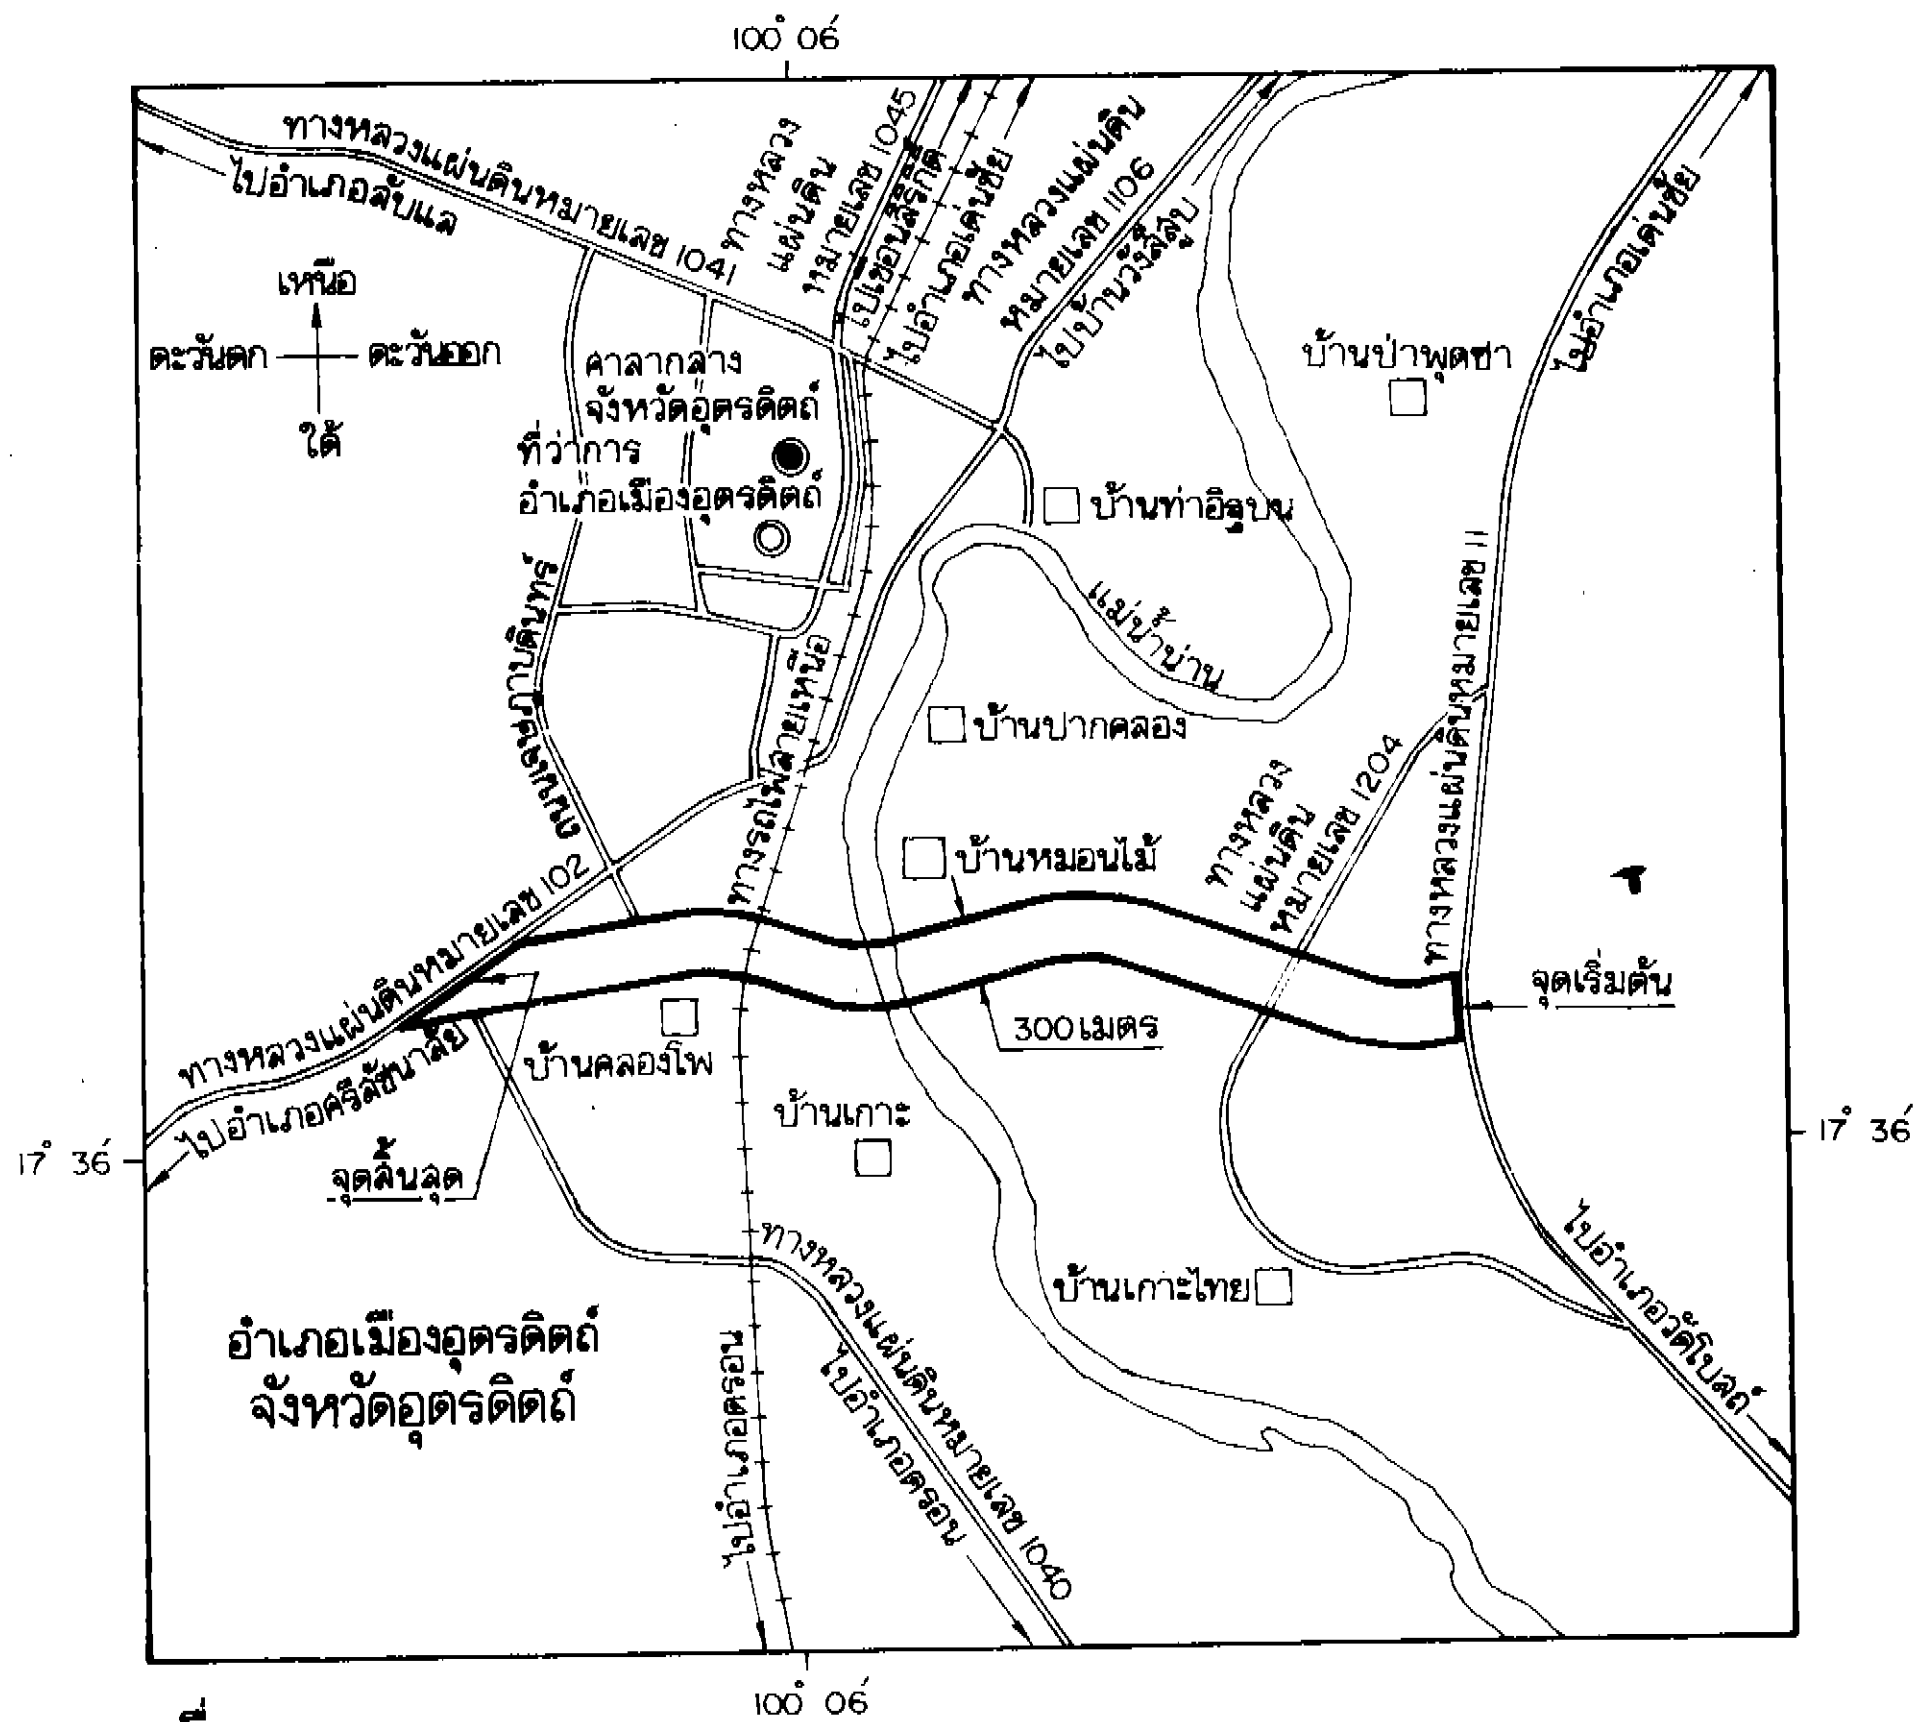 100° 06′
ทางหลวงแผ่นดินหมายเลข 1041
ไปอำเภอลับแล
ทางหลวง
แผ่นดิน
หมายเลข 1045
ไปเขื่อนสิริกิติ์
ไปอำเภอเด่นชัย
ทางหลวงแผ่นดิน
หมายเลข 1106
ไปบ้านวังสีสูบ
ไปอำเภอเด่นชัย
เหนือ
ตะวันตก
ตะวันออก
ใต้
ศาลากลาง
จังหวัดอุตรดิตถ์
ที่ว่าการ
อำเภอเมืองอุตรดิตถ์
บ้านป่าพุดซา
บ้านท่าอิฐบน
แม่น้ำน่าน
ทางรถไฟสายเหนือ
บ้านปากคลอง
ทางหลวงแผ่นดินหมายเลข 11
ทางหลวง
แผ่นดิน
หมายเลข 1204
บ้านหมอนไม้
ทางหลวงแผ่นดินหมายเลข 102
ไปอำเภอศรีสัชนาลัย
จุดเริ่มต้น
300 เมตร
บ้านคลองโพ
บ้านเกาะ
17° 36′
17° 36′
จุดสิ้นสุด
ทางหลวงแผ่นดินหมายเลข 1040
ไปอำเภอตรอน
ไปอำเภอตรอน
บ้านเกาะไทย
ไปอำเภอวัดโบสถ์
อำเภอเมืองอุตรดิตถ์
จังหวัดอุตรดิตถ์
100° 06′